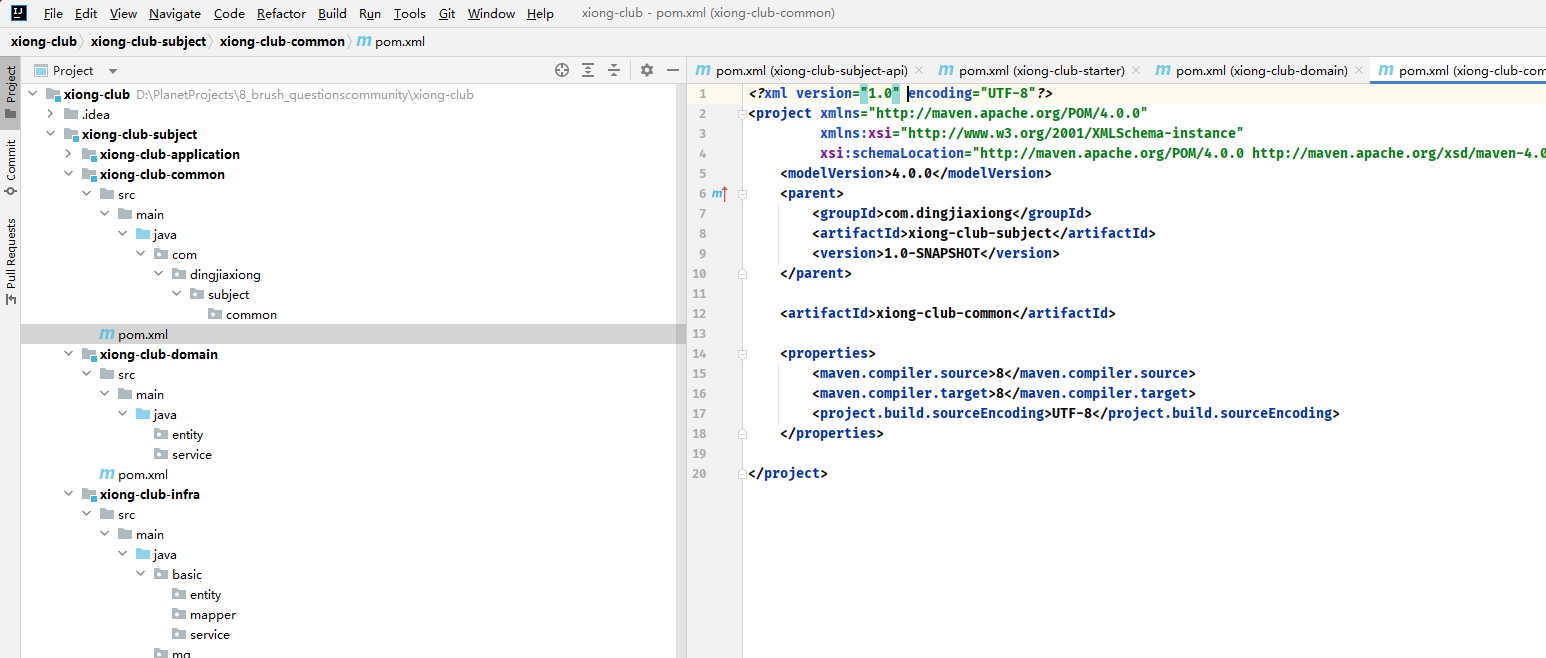 File Edit View Navigate Code Refactor Build Run Tools Git Window Help xiong-club - pom.xml (xiong-club-common)
xiong-club xiong-club-subject xiong-club-common m pom.xml
Project
Commit
Pull Requests
Project
xiong-club D:\PlanetProjects\8_brush_questionscommunity\xiong-club
.idea
xiong-club-subject
xiong-club-application
xiong-club-common
src
main
java
com
dingjiaxiong
subject
common
m pom.xml
xiong-club-domain
src
main
java
entity
service
m pom.xml
xiong-club-infra
src
main
java
basic
entity
mapper
service
mq
m pom.xml (xiong-club-subject-api) m pom.xml (xiong-club-starter) m pom.xml (xiong-club-domain) m pom.xml (xiong-club-com
1 <?xml version="1.0" encoding="UTF-8"?>
2 <project xmlns="http://maven.apache.org/POM/4.0.0"
3 xmlns:xsi="http://www.w3.org/2001/XMLSchema-instance"
4 xsi:schemaLocation="http://maven.apache.org/POM/4.0.0 http://maven.apache.org/xsd/maven-4.0
5 <modelVersion>4.0.0</modelVersion>
6 m <parent>
7 <groupId>com.dingjiaxiong</groupId>
8 <artifactId>xiong-club-subject</artifactId>
9 <version>1.0-SNAPSHOT</version>
10 </parent>
11
12 <artifactId>xiong-club-common</artifactId>
13
14 <properties>
15 <maven.compiler.source>8</maven.compiler.source>
16 <maven.compiler.target>8</maven.compiler.target>
17 <project.build.sourceEncoding>UTF-8</project.build.sourceEncoding>
18 </properties>
19
20 </project>